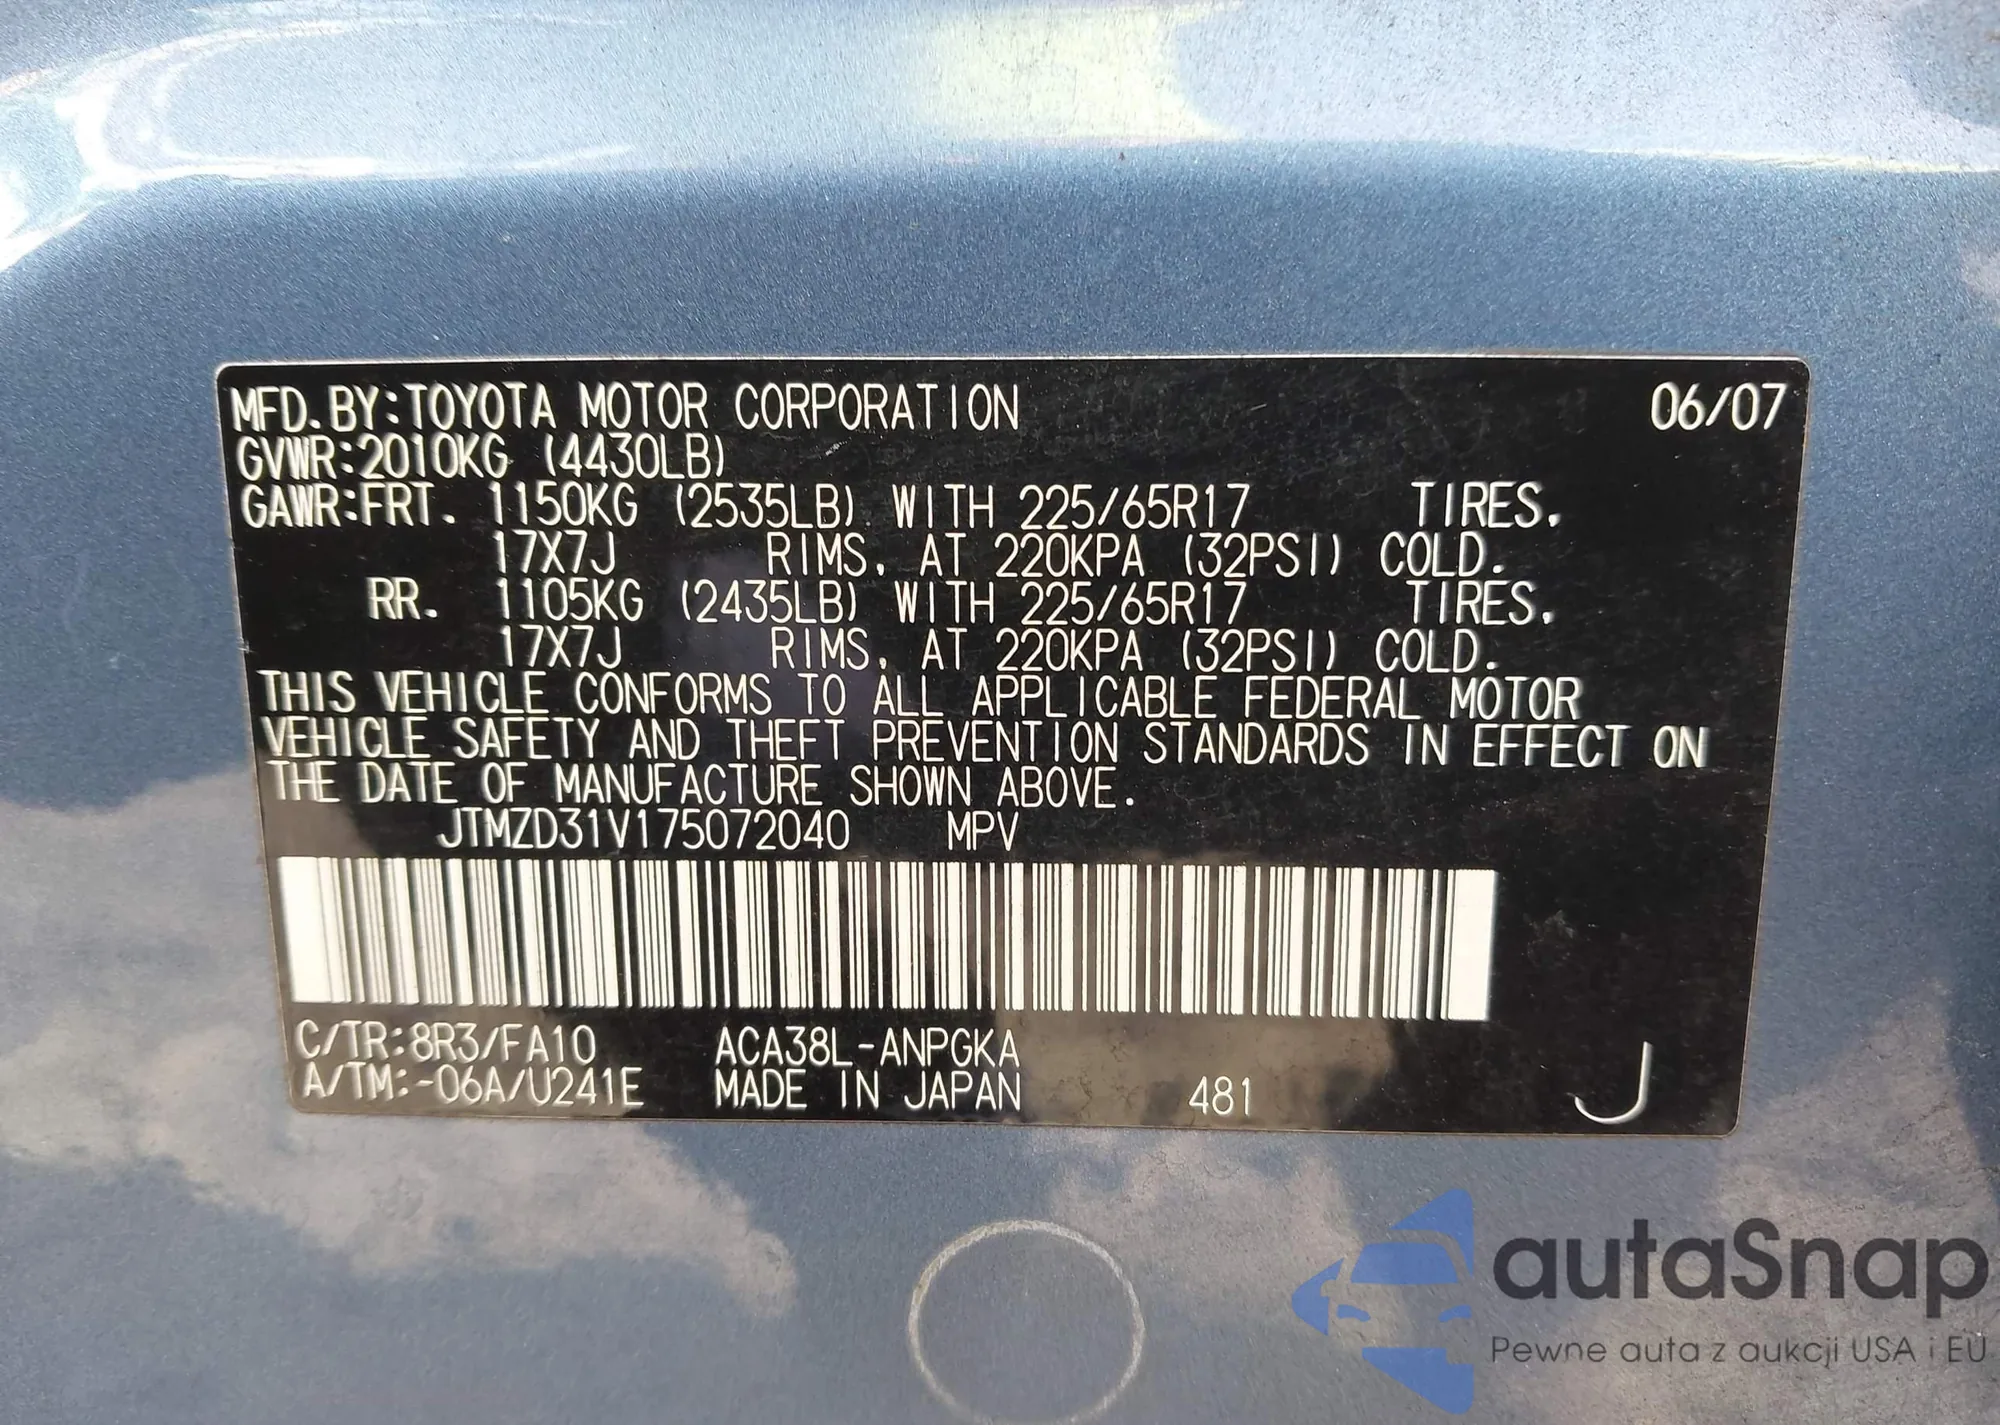 MFD.BY:TOYOTA MOTOR CORPORATION 06/07
GVWR:2010KG (4430LB)
GAWR:FRT. 1150KG (2535LB) WITH 225/65R17 TIRES,
17X7J RIMS, AT 220KPA (32PSI) COLD.
RR. 1105KG (2435LB) WITH 225/65R17 TIRES,
17X7J RIMS, AT 220KPA (32PSI) COLD.
THIS VEHICLE CONFORMS TO ALL APPLICABLE FEDERAL MOTOR
VEHICLE SAFETY AND THEFT PREVENTION STANDARDS IN EFFECT ON
THE DATE OF MANUFACTURE SHOWN ABOVE.
JTMZD31V175072040 MPV
C/TR:8R3/FA10 ACA38L-ANPGKA
A/TM:-06A/U241E MADE IN JAPAN 481 J
autaSnap
Pewne auta z aukcji USA i EU